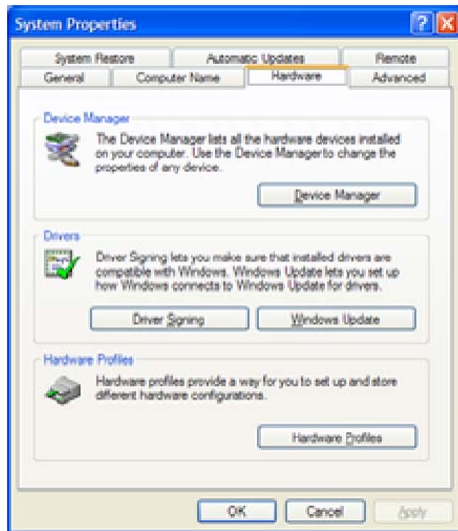 System Properties
System Restore Automatic Updates Remote
General Computer Name Hardware Advanced
Device Manager
The Device Manager lists all the hardware devices installed
on your computer. Use the Device Manager to change the
properties of any device.
Device Manager
Drivers
Driver Signing lets you make sure that installed drivers are
compatible with Windows. Windows Update lets you set up
how Windows connects to Windows Update for drivers.
Driver Signing Windows Update
Hardware Profiles
Hardware profiles provide a way for you to set up and store
different hardware configurations.
Hardware Profiles
OK Cancel Apply